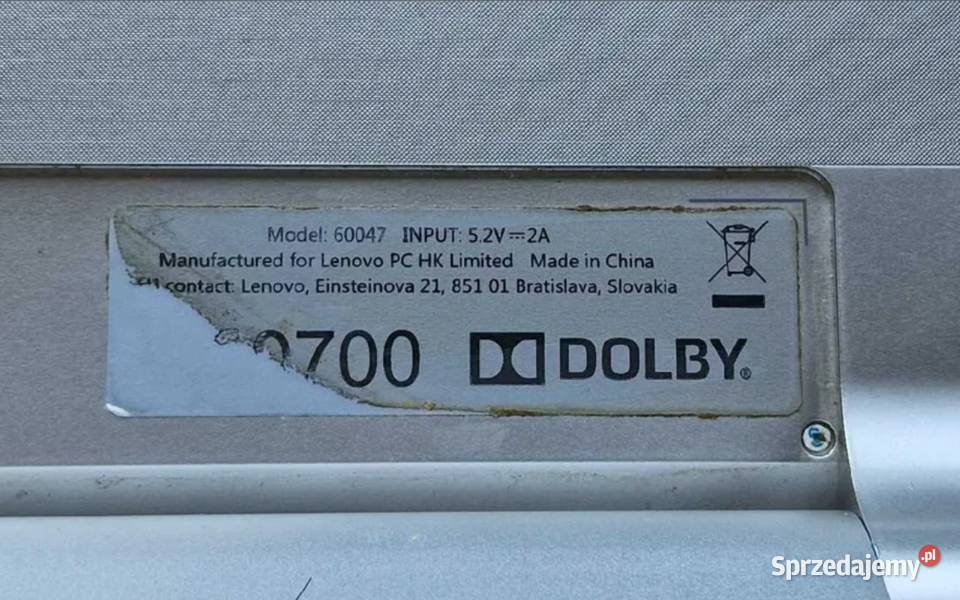 Model: 60047 INPUT: 5.2V⎓2A
Manufactured for Lenovo PC HK Limited Made in China
contact: Lenovo, Einsteinova 21, 851 01 Bratislava, Slovakia
0700 DOLBY®
Sprzedajemy.pl